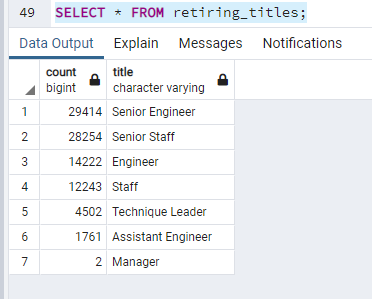 49 SELECT * FROM retiring_titles;
Data Output Explain Messages Notifications
count title
bigint character varying
1 29414 Senior Engineer
2 28254 Senior Staff
3 14222 Engineer
4 12243 Staff
5 4502 Technique Leader
6 1761 Assistant Engineer
7 2 Manager